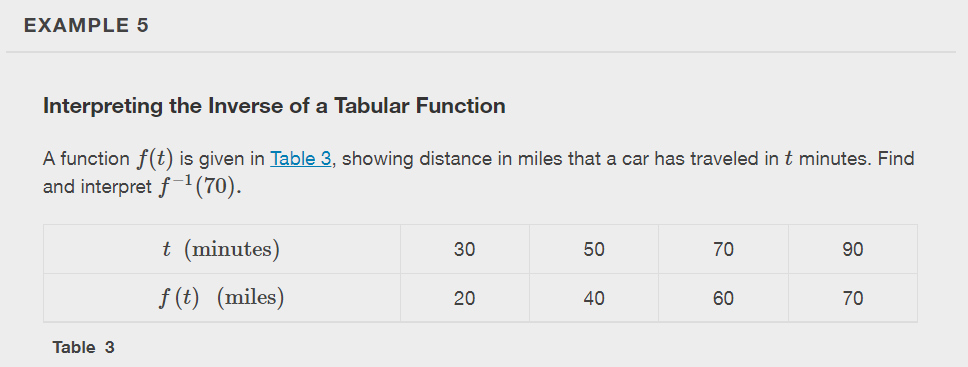 EXAMPLE 5
Interpreting the Inverse of a Tabular Function
A function f(t) is given in Table 3, showing distance in miles that a car has traveled in t minutes. Find
and interpret f⁻¹(70).
t (minutes) 30 50 70 90
f(t) (miles) 20 40 60 70
Table 3